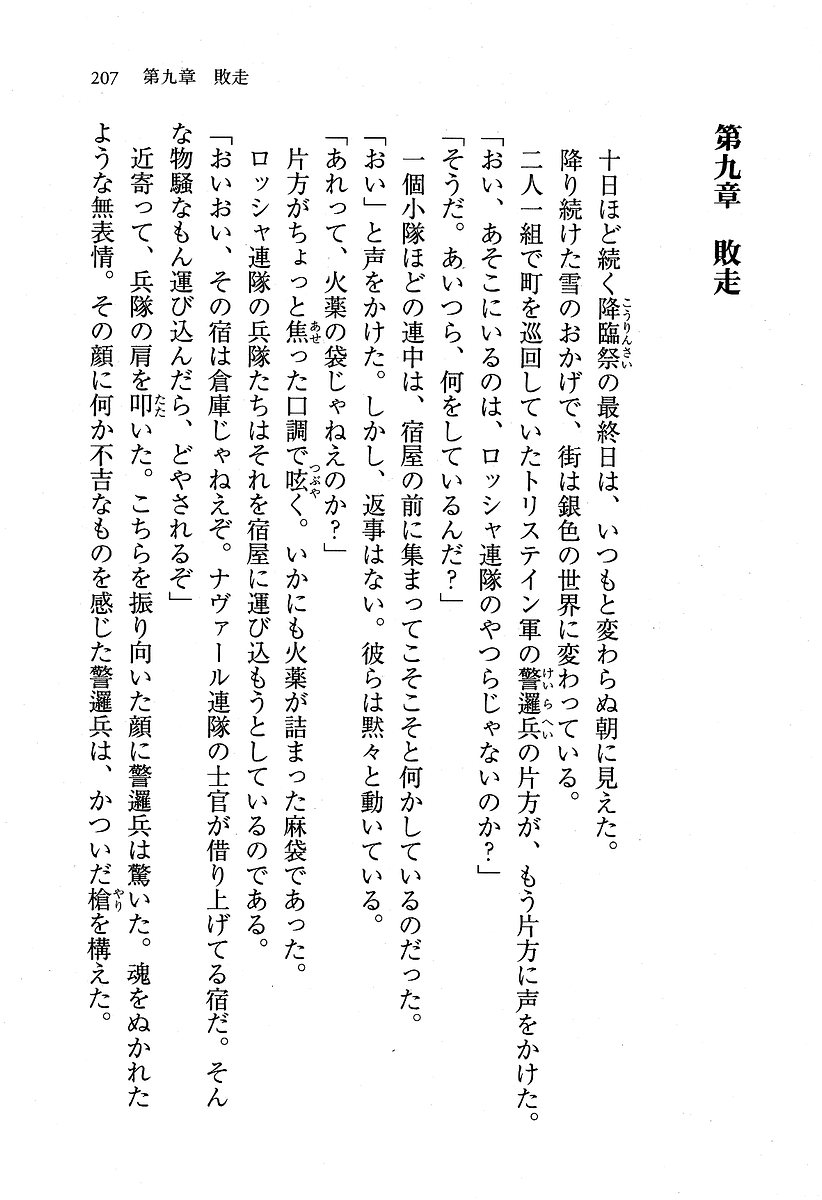 207　第九章　敗走
第九章　敗走
十日ほど続く降臨祭の最終日は、いつもと変わらぬ朝に見えた。
降り続けた雪のおかげで、街は銀色の世界に変わっている。
二人一組で町を巡回していたトリステイン軍の警邏兵の片方が、もう片方に声をかけた。
「おい、あそこにいるのは、ロッシャ連隊のやつらじゃないのか？」
「そうだ。あいつら、何をしているんだ？」
一個小隊ほどの連中は、宿屋の前に集まってこそこそと何かしているのだった。
「おい」と声をかけた。しかし、返事はない。彼らは黙々と動いている。
「あれって、火薬の袋じゃねえのか？」
片方がちょっと焦った口調で呟く。いかにも火薬が詰まった麻袋であった。
ロッシャ連隊の兵隊たちはそれを宿屋に運び込もうとしているのである。
「おいおい、その宿は倉庫じゃねえぞ。ナヴァール連隊の士官が借り上げてる宿だ。そん
な物騒なもん運び込んだら、どやされるぞ」
近寄って、兵隊の肩を叩いた。こちらを振り向いた顔に警邏兵は驚いた。魂をぬかれた
ような無表情。その顔に何か不吉なものを感じた警邏兵は、かついだ槍を構えた。
こうりんさい
けいらへい
あせ
つぶや
たた
やり